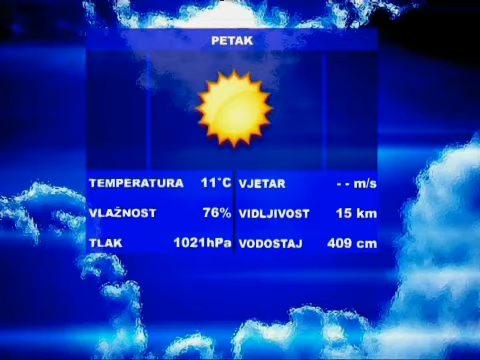 PETAK
TEMPERATURA 11°C VJETAR - - m/s
VLAŽNOST 76% VIDLJIVOST 15 km
TLAK 1021hPa VODOSTAJ 409 cm